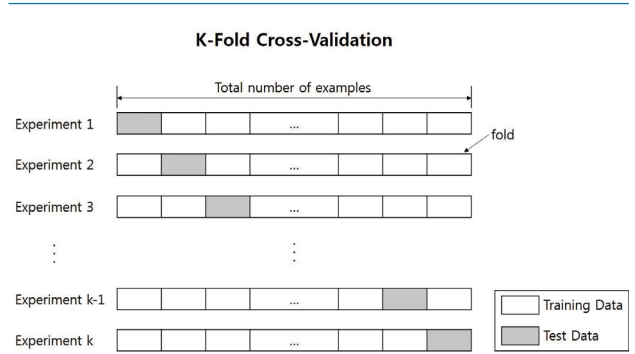 K-Fold Cross-Validation
Total number of examples
Experiment 1
...
fold
Experiment 2
...
Experiment 3
...
Experiment k-1
...
Training Data
Experiment k
...
Test Data